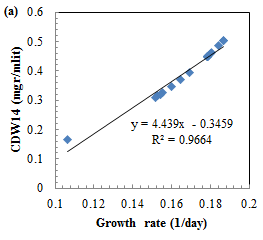 (a)
CDW14 (mgr/mlit)
0.6
0.5
0.4
0.3
0.2
0.1
0
y = 4.439x - 0.3459
R² = 0.9664
0.1 0.12 0.14 0.16 0.18 0.2
Growth rate (1/day)